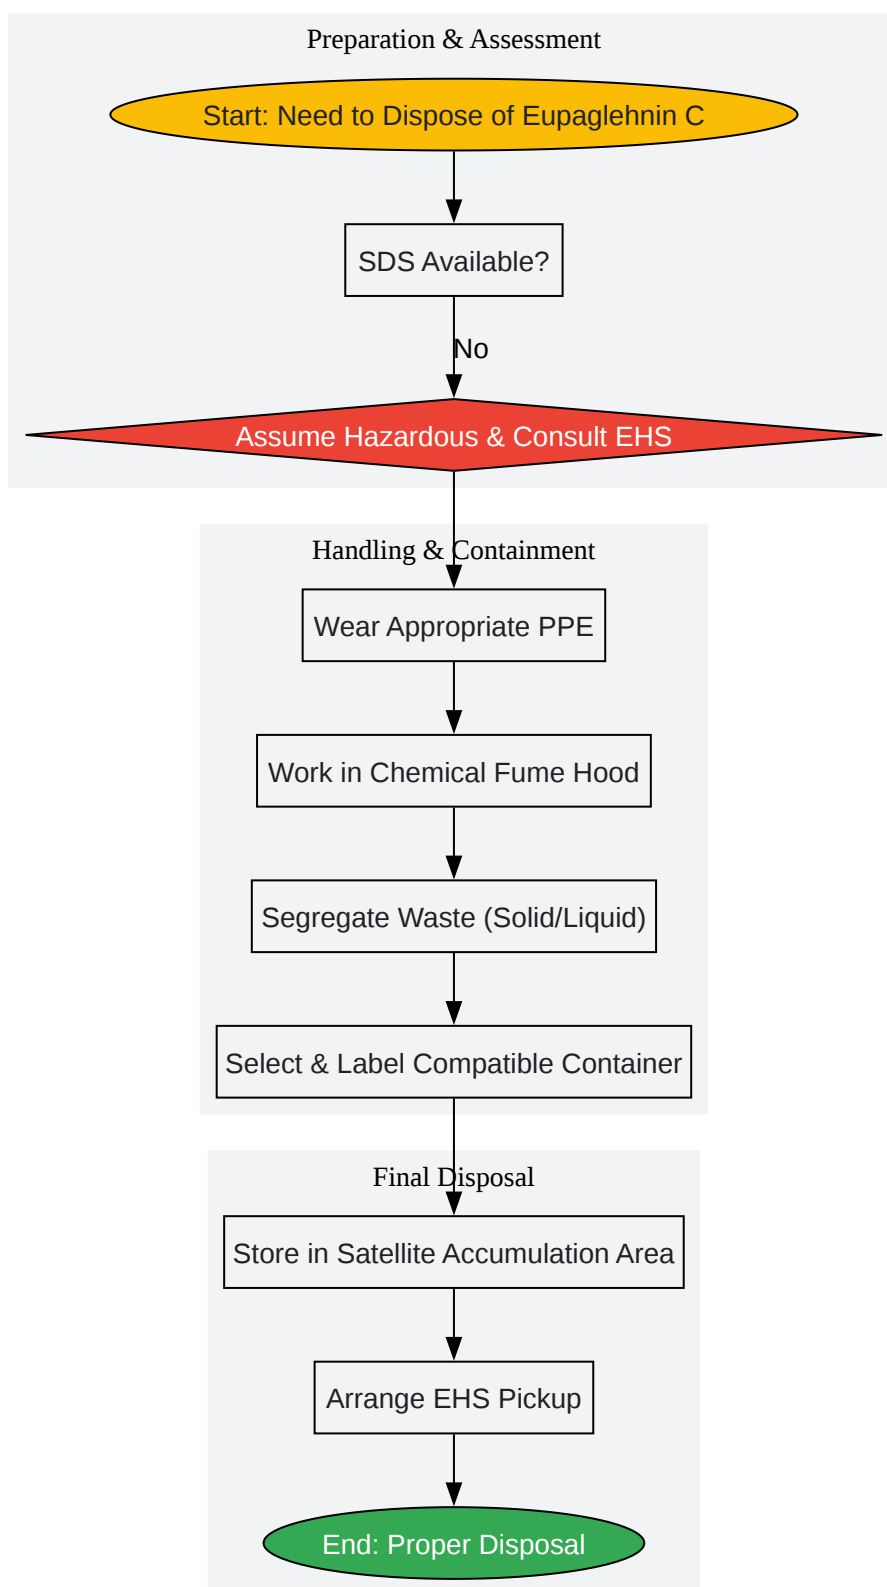 Preparation & Assessment
Start: Need to Dispose of Eupaglehnin C
SDS Available?
No
Assume Hazardous & Consult EHS
Handling & Containment
Wear Appropriate PPE
Work in Chemical Fume Hood
Segregate Waste (Solid/Liquid)
Select & Label Compatible Container
Final Disposal
Store in Satellite Accumulation Area
Arrange EHS Pickup
End: Proper Disposal